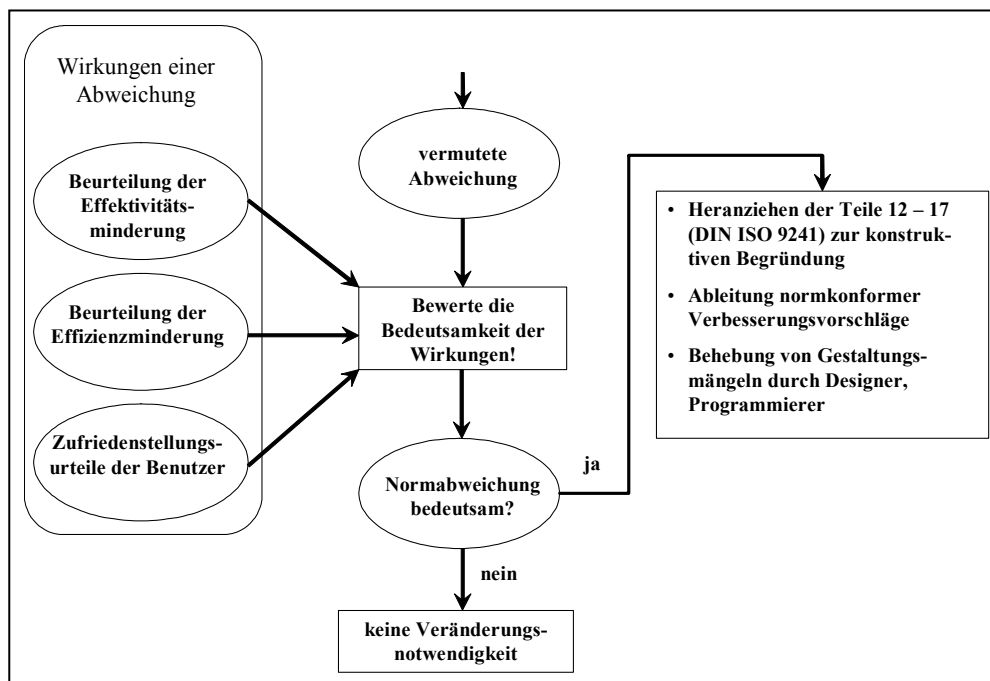 Wirkungen einer
Abweichung
Beurteilung der
Effektivitäts-
minderung
Beurteilung der
Effizienzminderung
Zufriedenstellungs-
urteile der Benutzer
vermutete
Abweichung
Bewerte die
Bedeutsamkeit der
Wirkungen!
Normabweichung
bedeutsam?
ja
nein
keine Veränderungs-
notwendigkeit
• Heranziehen der Teile 12 – 17
(DIN ISO 9241) zur konstruk-
tiven Begründung
• Ableitung normkonformer
Verbesserungsvorschläge
• Behebung von Gestaltungs-
mängeln durch Designer,
Programmierer